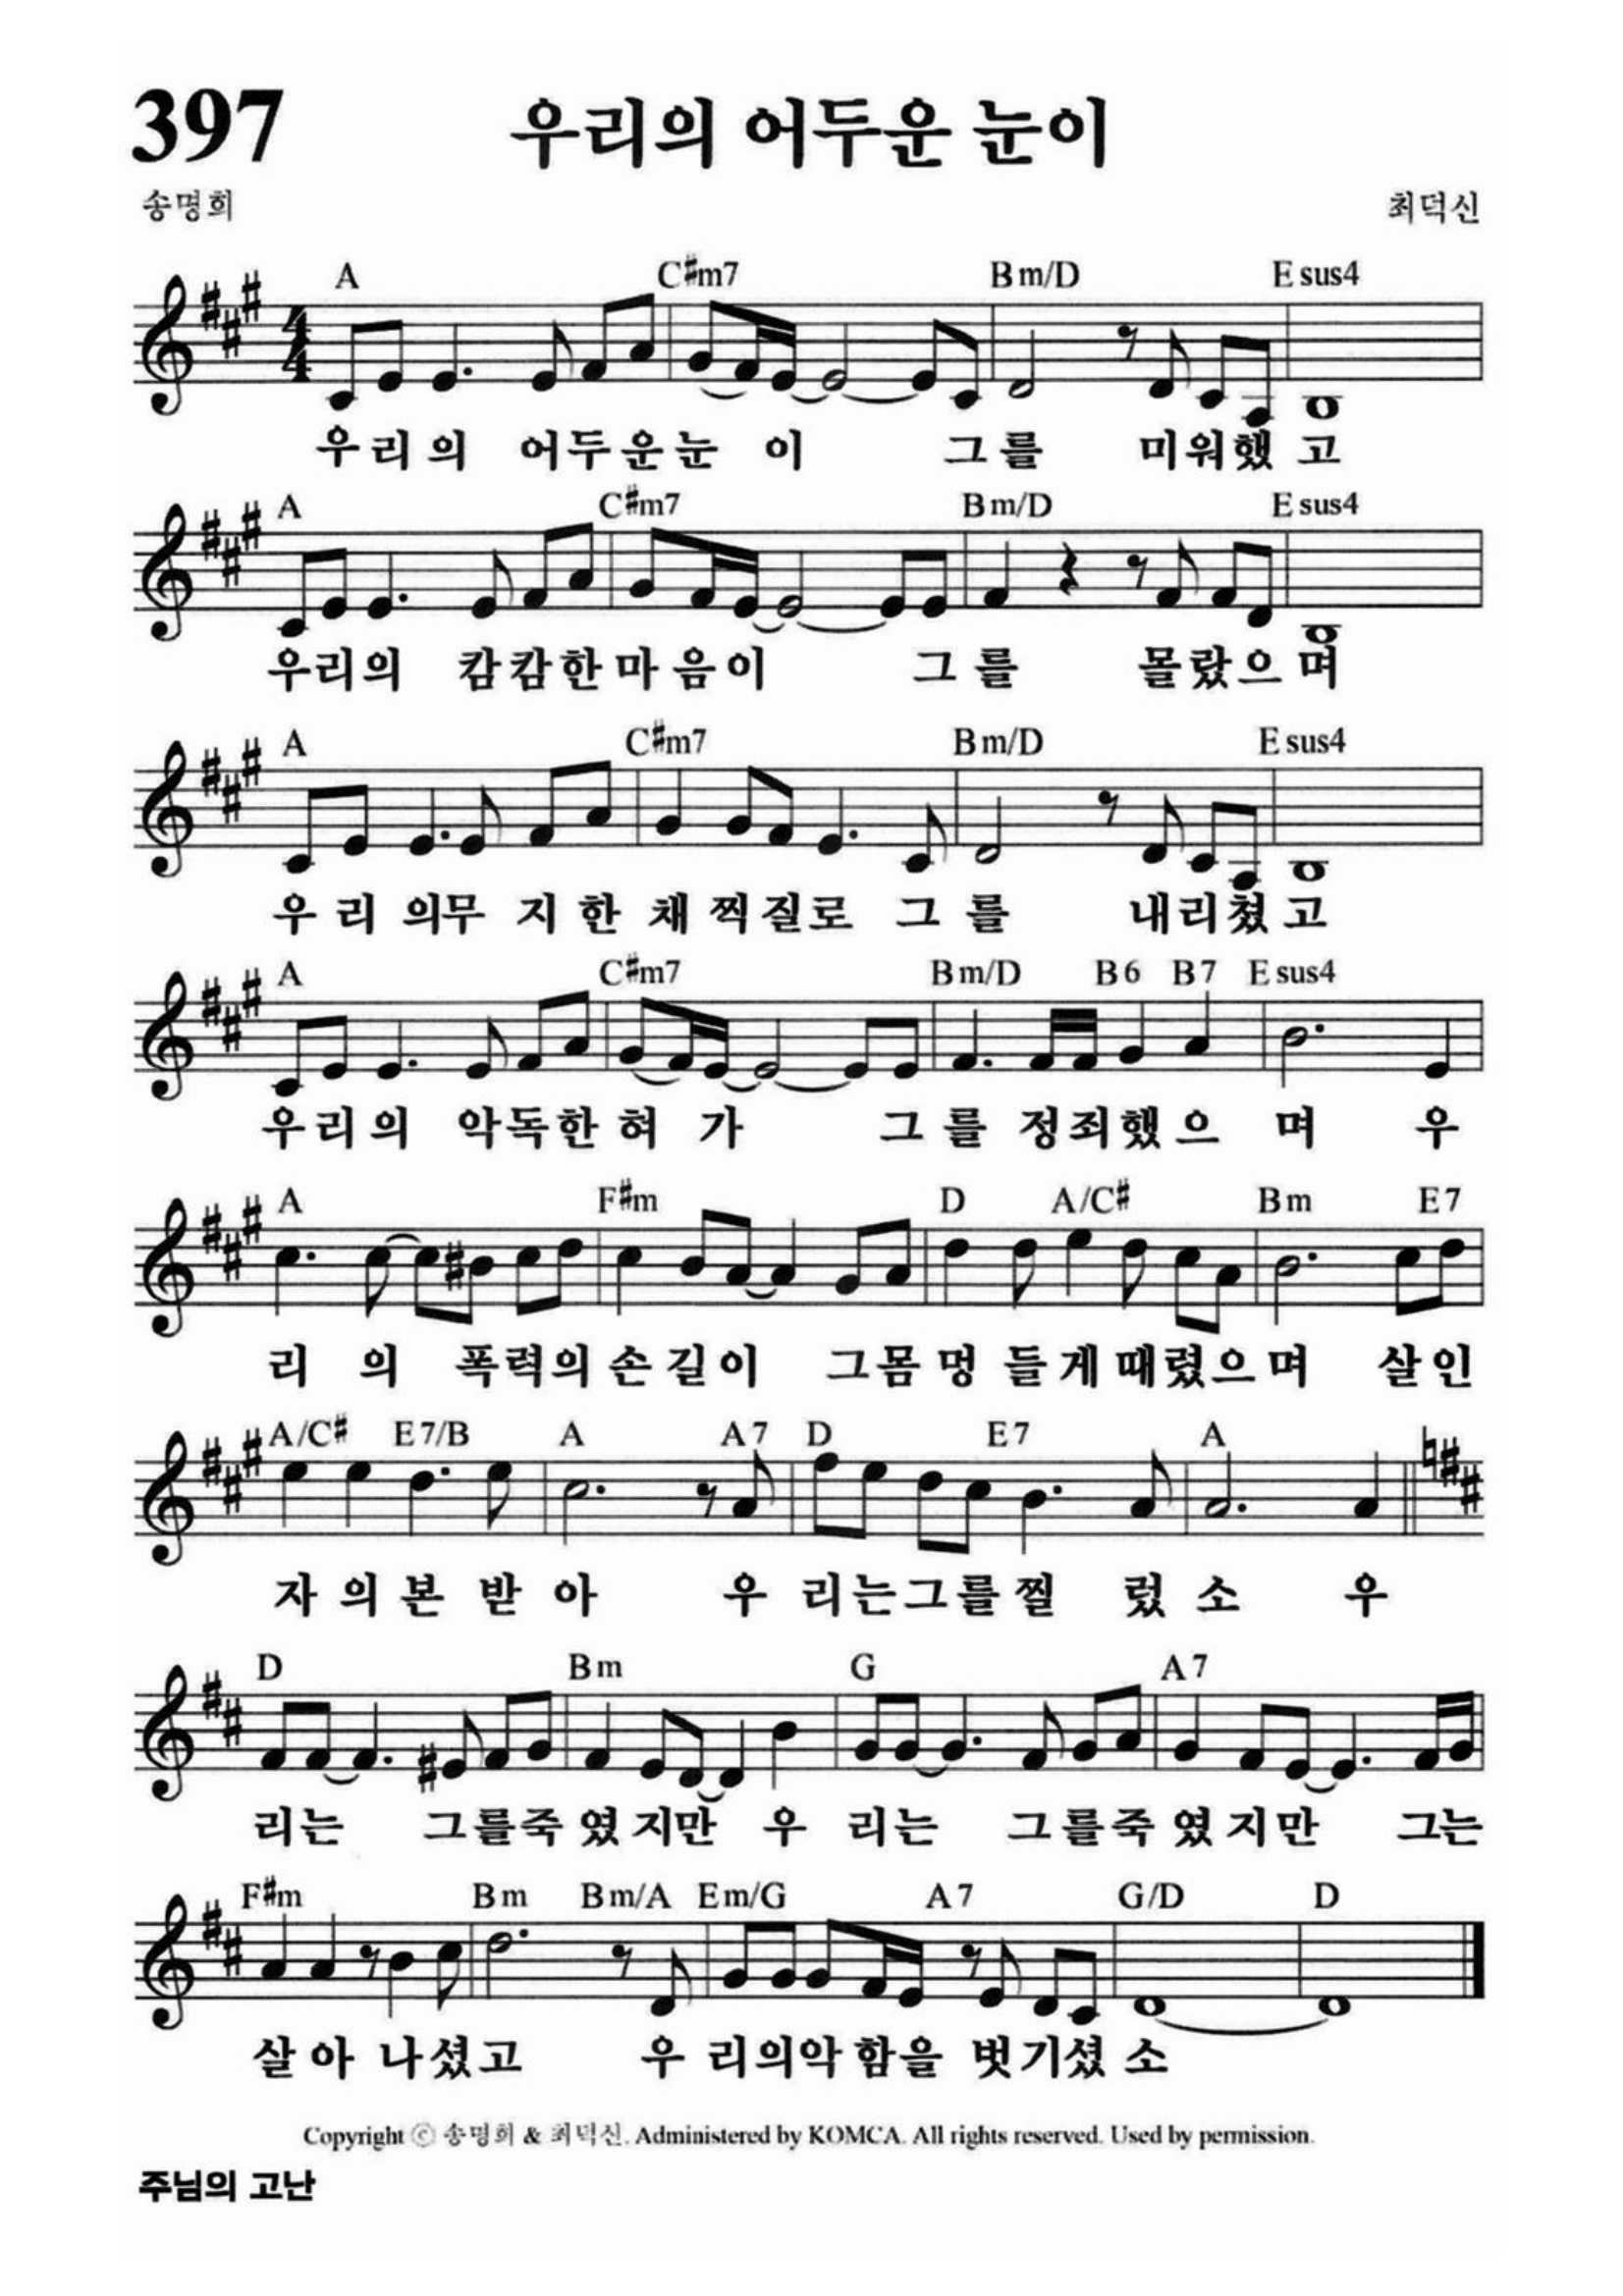 397 우리의 어두운 눈이
송명희 최덕신
A C#m7 Bm/D Esus4
4/4
우리의 어두운눈 이 그를 미워했고
A C#m7 Bm/D Esus4
우리의 캄캄한마음이 그를 몰랐으며
A C#m7 Bm/D Esus4
우리의무지한채찍질로 그를 내리쳤고
A C#m7 Bm/D B6 B7 Esus4
우리의 악독한혀 가 그를 정죄했으 며 우
A F#m D A/C# Bm E7
리 의 폭력의손길이 그몸멍들게때렸으며 살인
A/C# E7/B A A7 D E7 A
자의본 받아 우 리는그를찔 렀소 우
D Bm G A7
리는 그를죽였지만 우 리는 그를죽였지만 그는
F#m Bm Bm/A Em/G A7 G/D D
살아 나셨고 우 리의악함을 벗기셨소
Copyright ⓒ 송명희 & 최덕신. Administered by KOMCA. All rights reserved. Used by permission.
주님의 고난